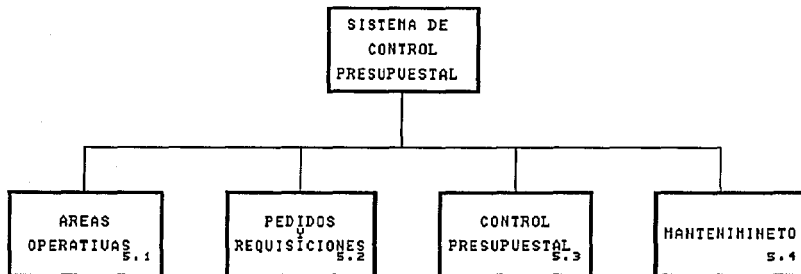 SISTEMA DE
CONTROL
PRESUPUESTAL
AREAS
OPERATIVAS
5.1
PEDIDOS
Y
REQUISICIONES
5.2
CONTROL
PRESUPUESTAL
5.3
MANTENIMINETO
5.4